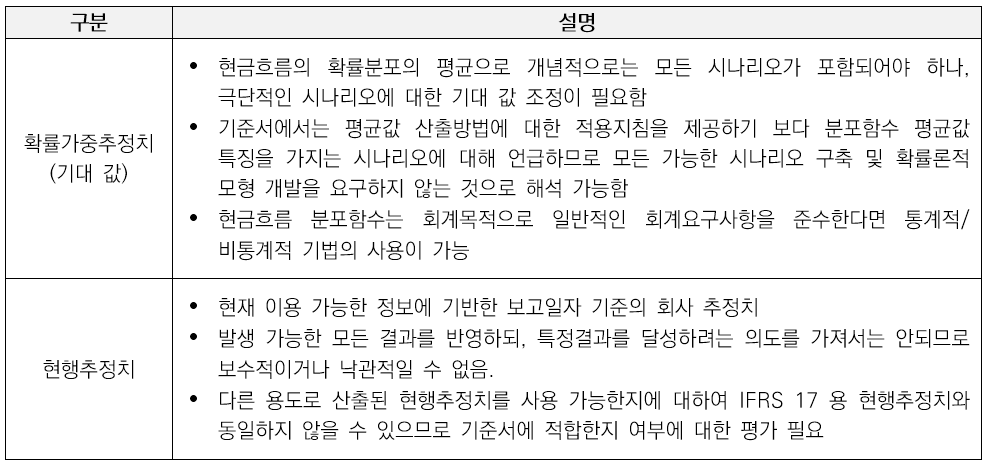 구분
설명
확률가중추정치
(기대 값)
• 현금흐름의 확률분포의 평균으로 개념적으로는 모든 시나리오가 포함되어야 하나,
극단적인 시나리오에 대한 기대 값 조정이 필요함
• 기준서에서는 평균값 산출방법에 대한 적용지침을 제공하기 보다 분포함수 평균값
특징을 가지는 시나리오에 대해 언급하므로 모든 가능한 시나리오 구축 및 확률론적
모형 개발을 요구하지 않는 것으로 해석 가능함
• 현금흐름 분포함수는 회계목적으로 일반적인 회계요구사항을 준수한다면 통계적/
비통계적 기법의 사용이 가능
현행추정치
• 현재 이용 가능한 정보에 기반한 보고일자 기준의 회사 추정치
• 발생 가능한 모든 결과를 반영하되, 특정결과를 달성하려는 의도를 가져서는 안되므로
보수적이거나 낙관적일 수 없음.
• 다른 용도로 산출된 현행추정치를 사용 가능한지에 대하여 IFRS 17 용 현행추정치와
동일하지 않을 수 있으므로 기준서에 적합한지 여부에 대한 평가 필요